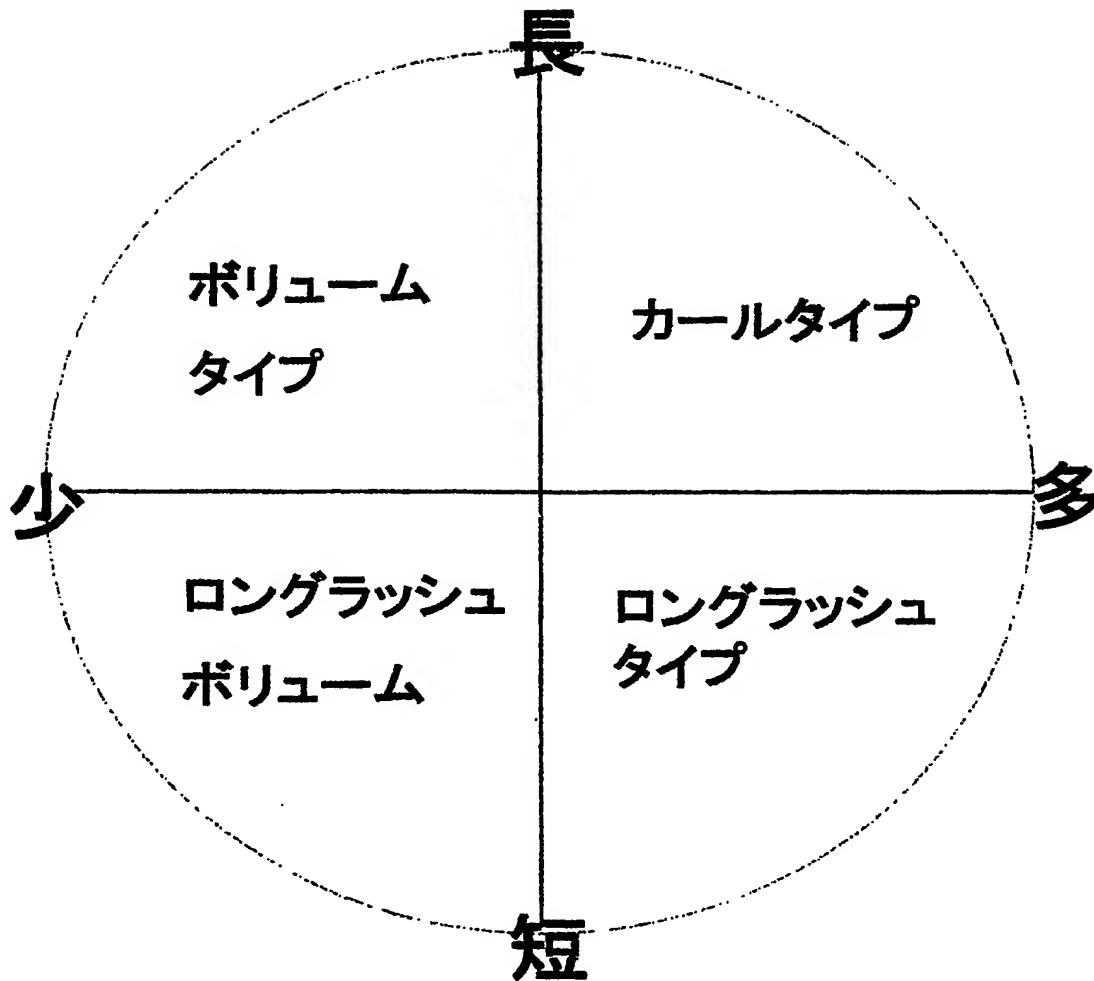 長
ボリューム
タイプ
カールタイプ
少
多
ロングラッシュ
ボリューム
ロングラッシュ
タイプ
短